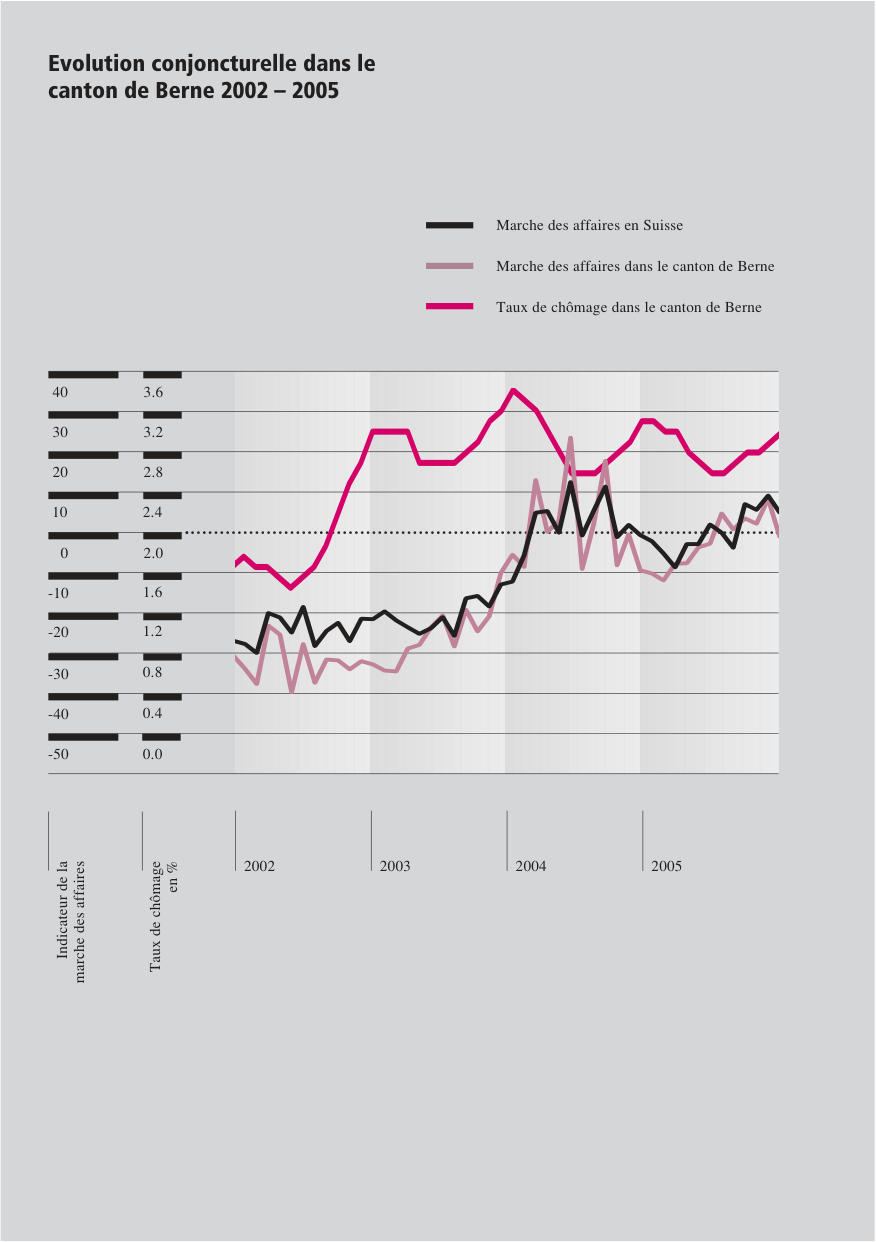 Evolution conjoncturelle dans le
canton de Berne 2002 – 2005
Marche des affaires en Suisse
Marche des affaires dans le canton de Berne
Taux de chômage dans le canton de Berne
40 3.6
30 3.2
20 2.8
10 2.4
0 2.0
-10 1.6
-20 1.2
-30 0.8
-40 0.4
-50 0.0
Indicateur de la
marche des affaires
Taux de chômage
en %
2002 2003 2004 2005